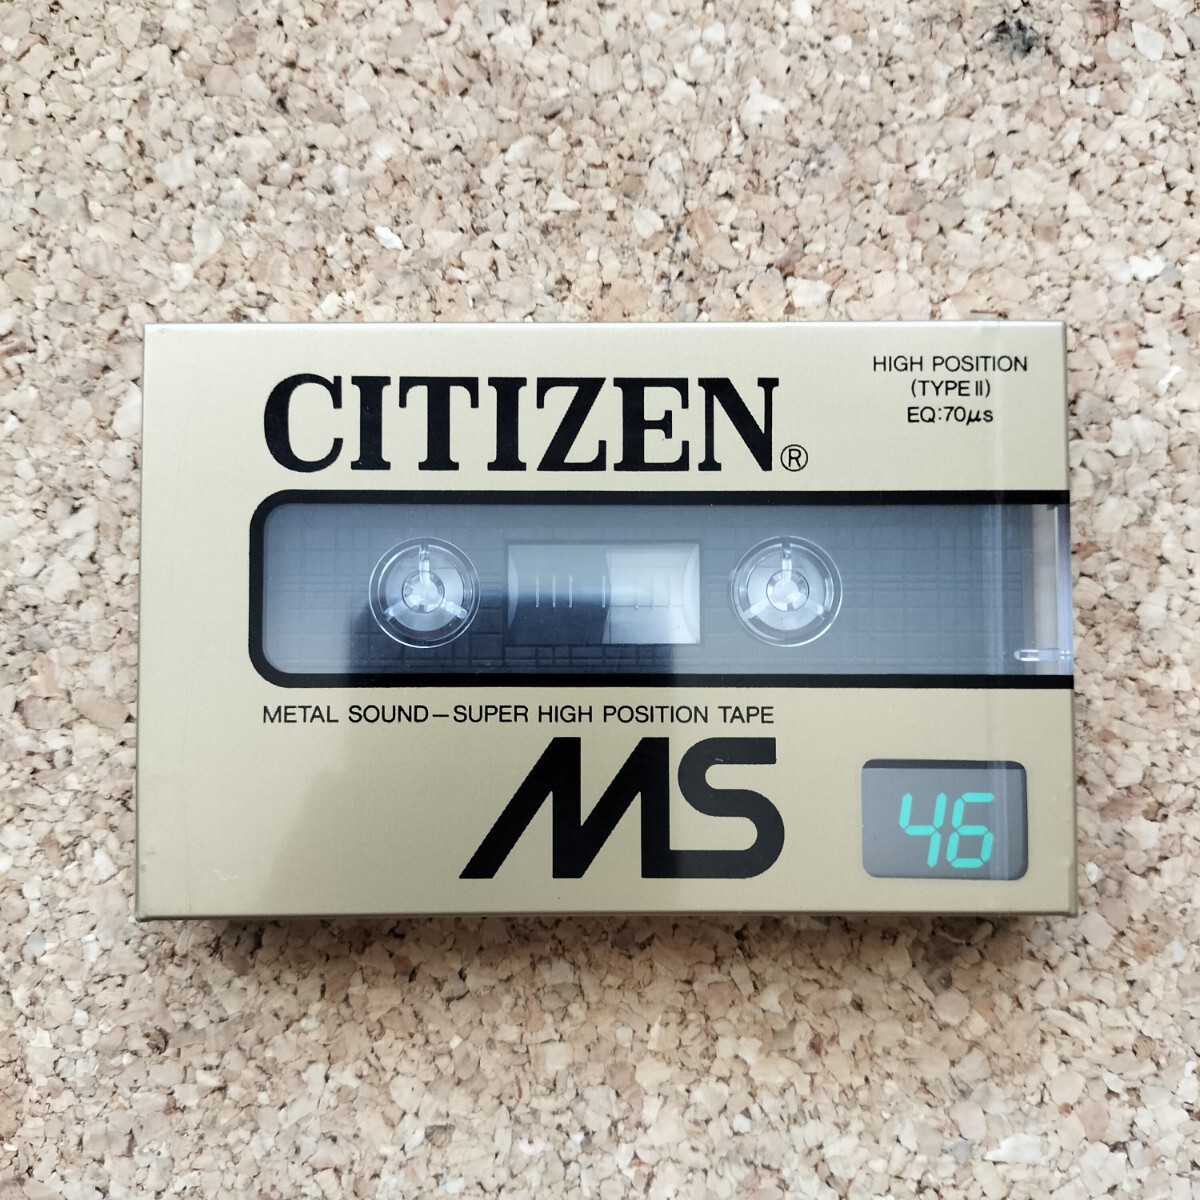 CITIZEN®
HIGH POSITION
(TYPE II)
EQ:70μs
METAL SOUND–SUPER HIGH POSITION TAPE
MS
46